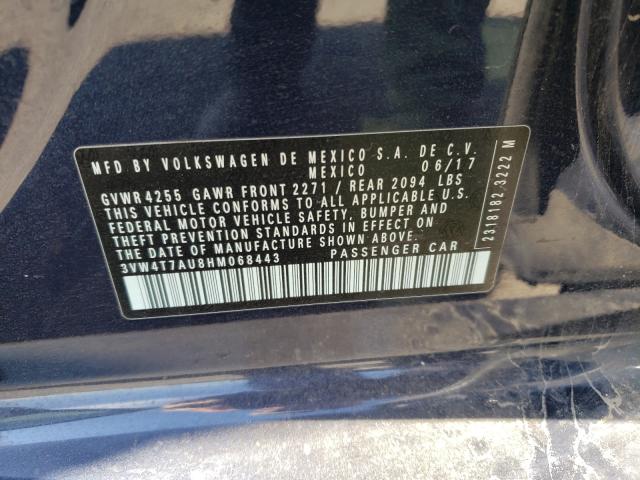 MFD BY VOLKSWAGEN DE MEXICO S.A. DE C.V.
MEXICO 06/17
GVWR 4255 GAWR FRONT 2271 / REAR 2094 LBS
THIS VEHICLE CONFORMS TO ALL APPLICABLE U.S.
FEDERAL MOTOR VEHICLE SAFETY, BUMPER AND
THEFT PREVENTION STANDARDS IN EFFECT ON
THE DATE OF MANUFACTURE SHOWN ABOVE.
3VW4T7AU8HM068443 PASSENGER CAR
2318182-3222 M